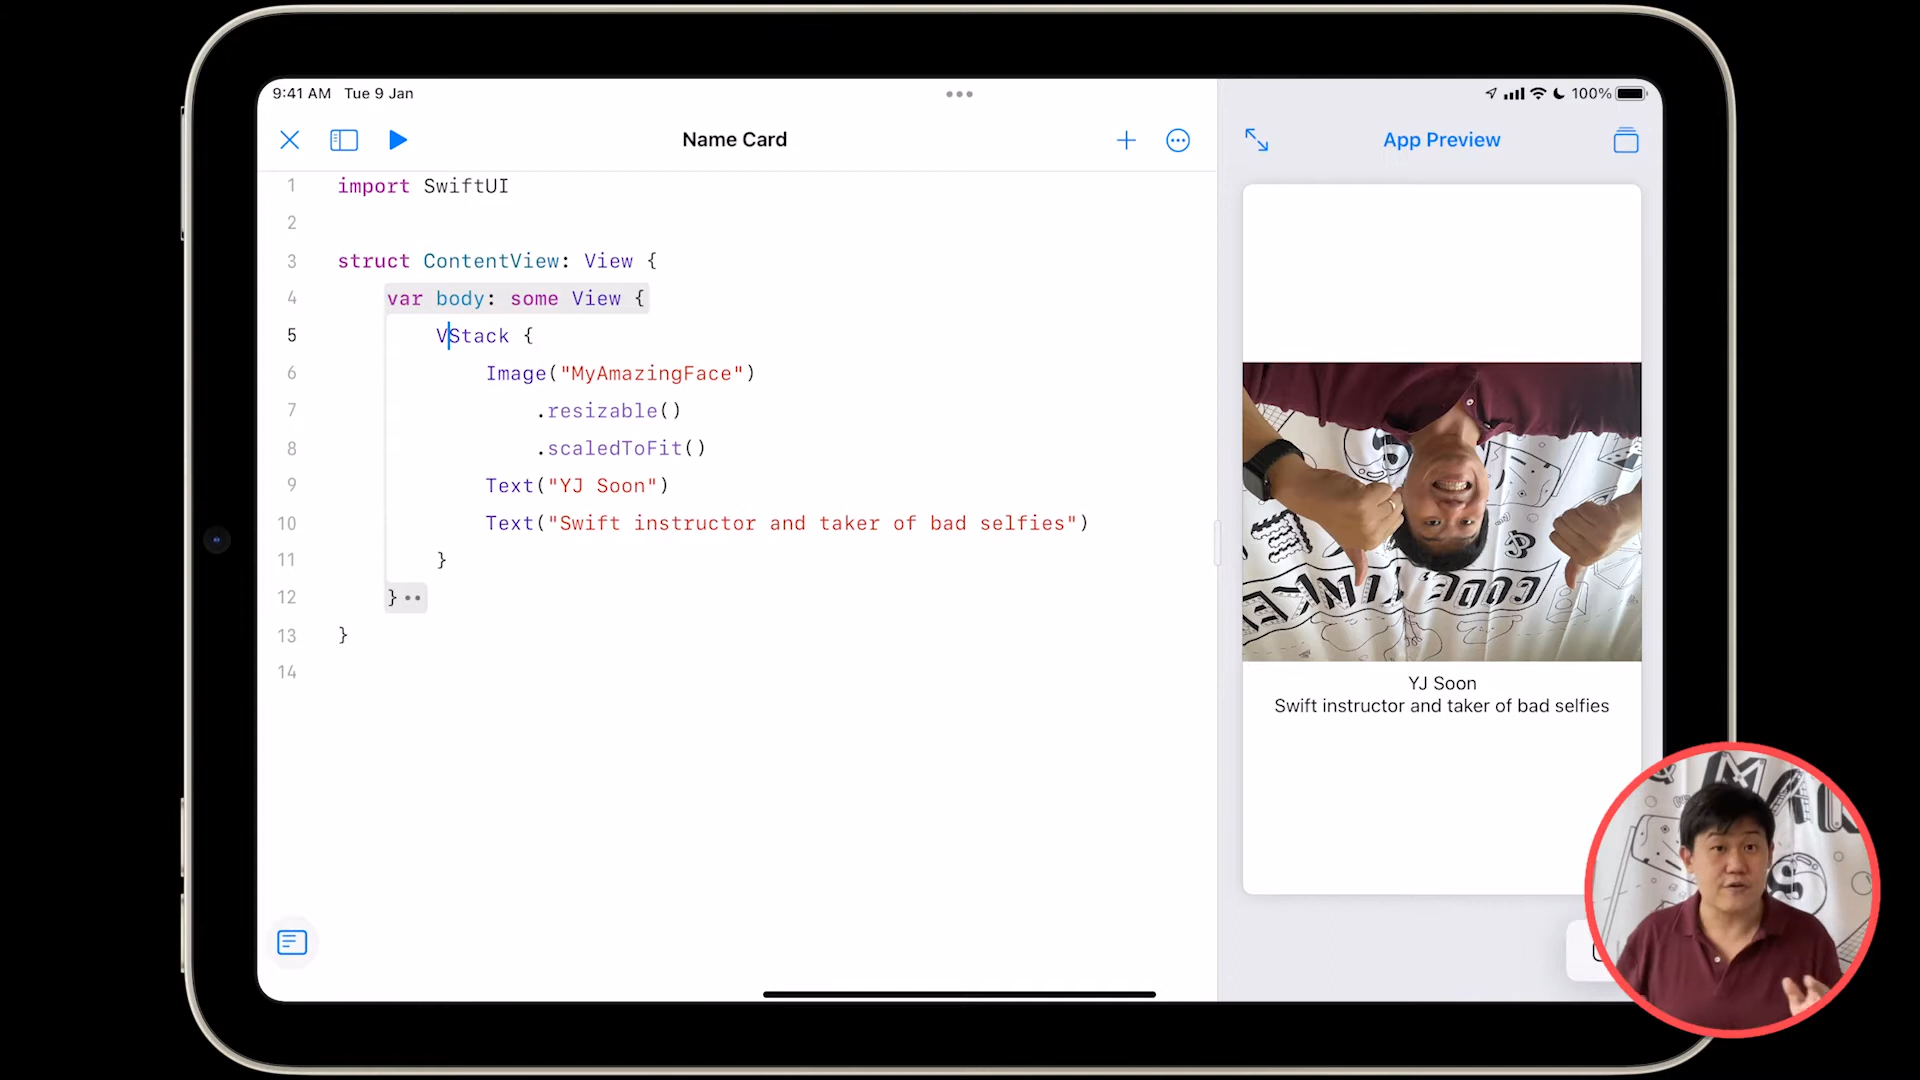 9:41 AM Tue 9 Jan
100%
Name Card
App Preview
1 import SwiftUI
2
3 struct ContentView: View {
4 var body: some View {
5 VStack {
6 Image("MyAmazingFace")
7 .resizable()
8 .scaledToFit()
9 Text("YJ Soon")
10 Text("Swift instructor and taker of bad selfies")
11 }
12 }
13 }
14
YJ Soon
Swift instructor and taker of bad selfies